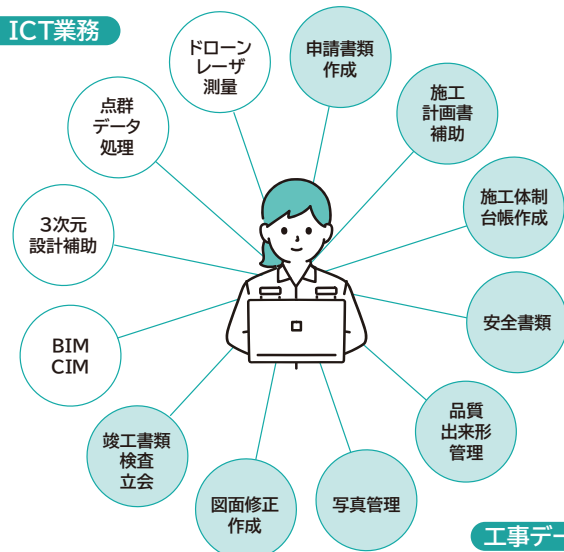 ICT業務
ドローン
レーザ
測量
申請書類
作成
点群
データ
処理
施工
計画書
補助
3次元
設計補助
施工体制
台帳作成
BIM
CIM
安全書類
竣工書類
検査
立会
品質
出来形
管理
図面修正
作成
写真管理
工事デー